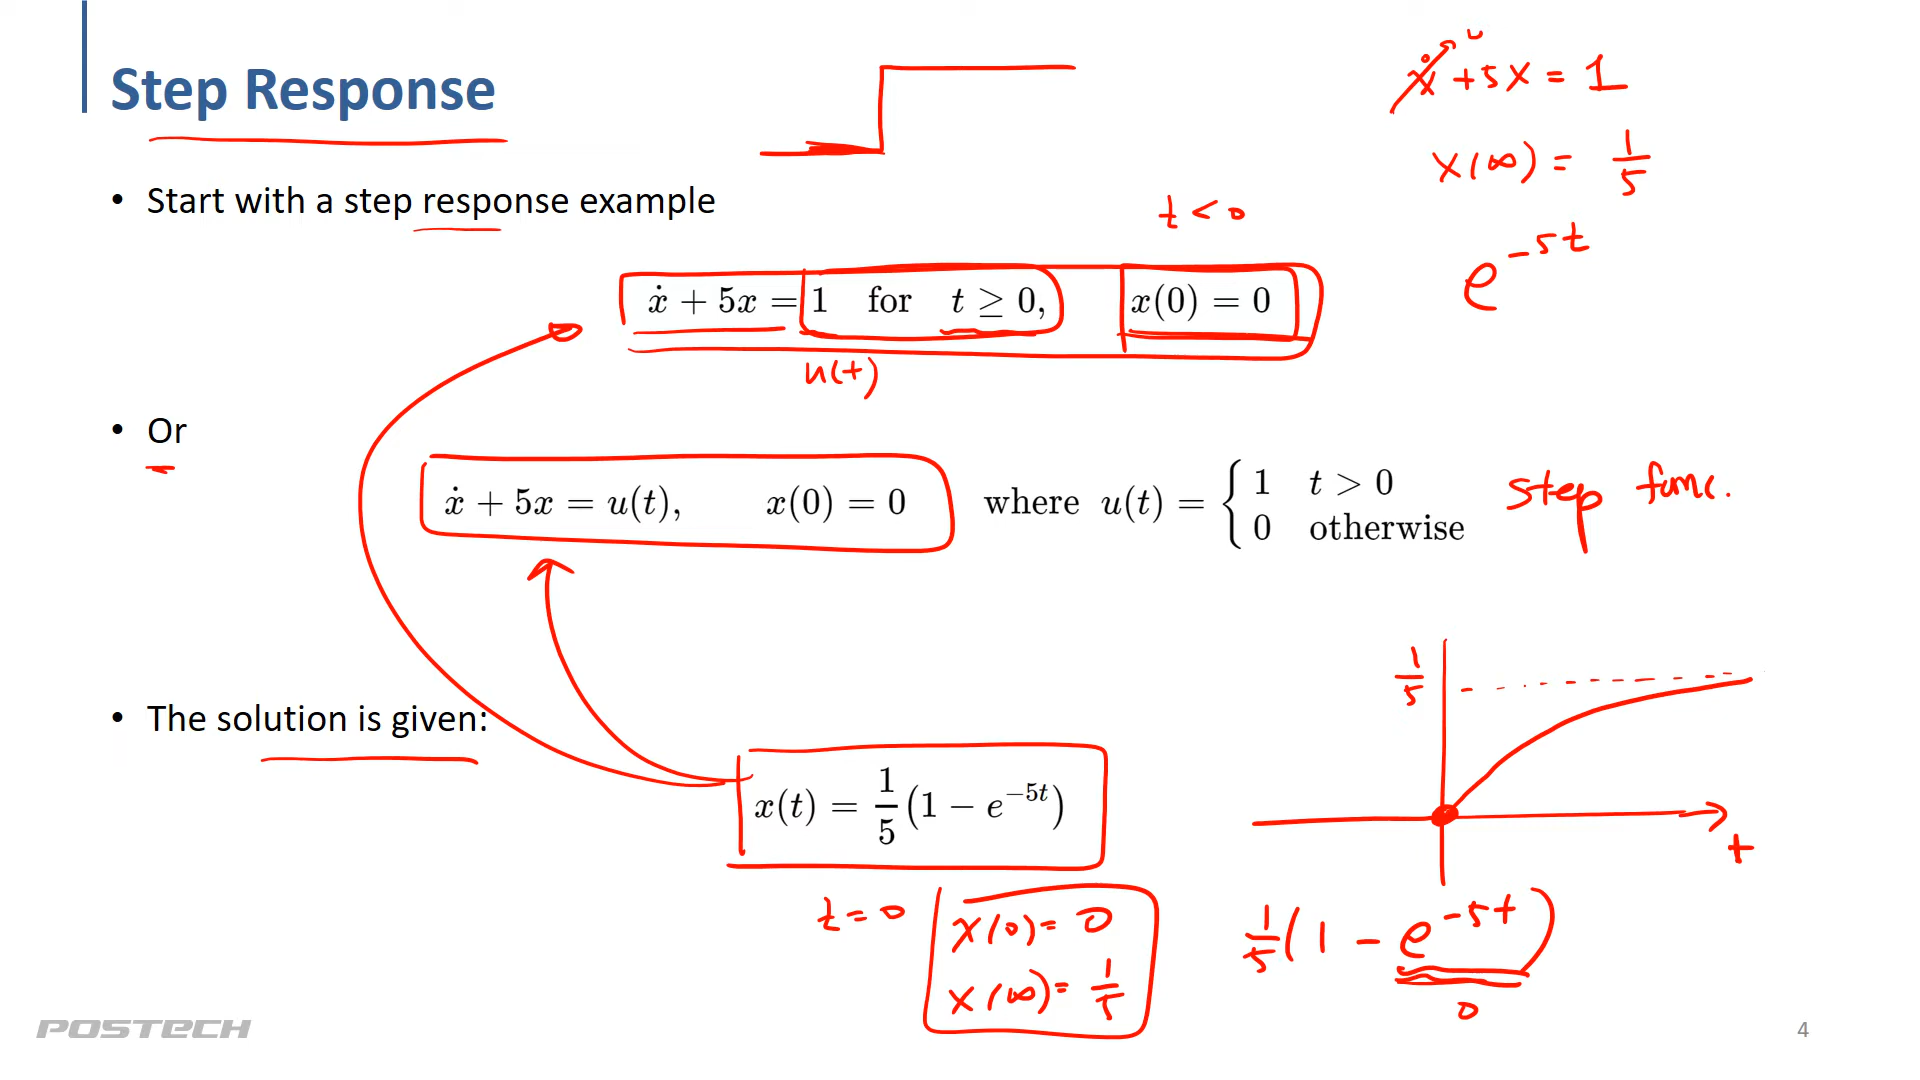 Step Response
ẋ + 5x = 1
x(∞) = 1/5
• Start with a step response example
t < 0
e^{-5t}
ẋ + 5x = 1 for t ≥ 0, x(0) = 0
u(t)
• Or
ẋ + 5x = u(t), x(0) = 0 where u(t) = { 1 t > 0
0 otherwise
step func.
1/5
• The solution is given:
x(t) = 1/5 (1 − e^{−5t})
t
t = 0
x(0) = 0
x(∞) = 1/5
1/5 (1 − e^{−5t})
0
POSTECH
4